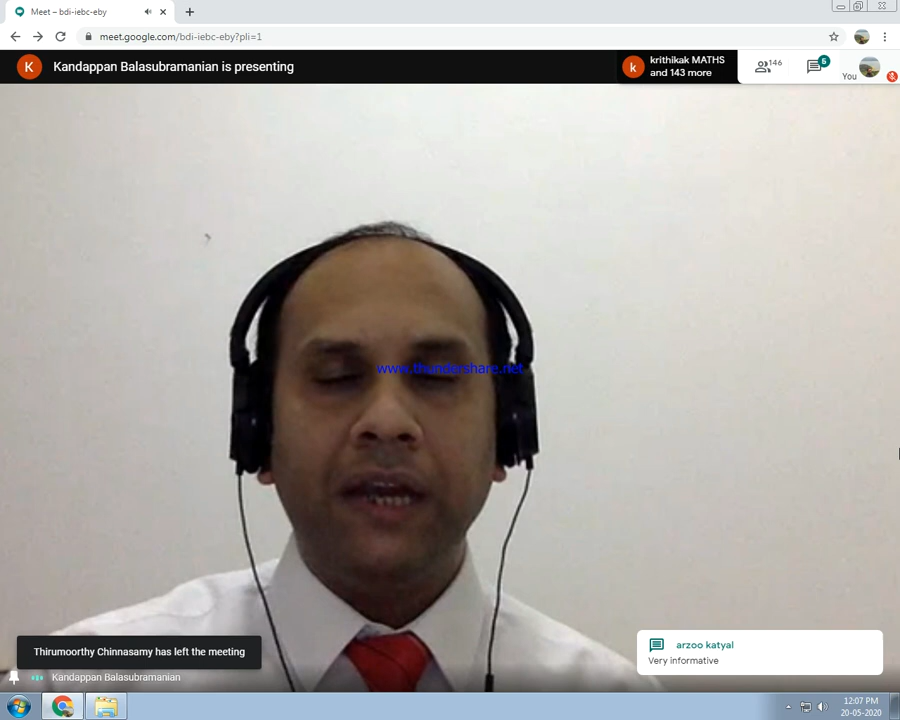 Meet – bdi-iebc-eby
meet.google.com/bdi-iebc-eby?pli=1
K
Kandappan Balasubramanian is presenting
k
krithikak MATHS
and 143 more
146
5
You
www.thundershare.net
Thirumoorthy Chinnasamy has left the meeting
arzoo katyal
Very informative
Kandappan Balasubramanian
12:07 PM
20-05-2020